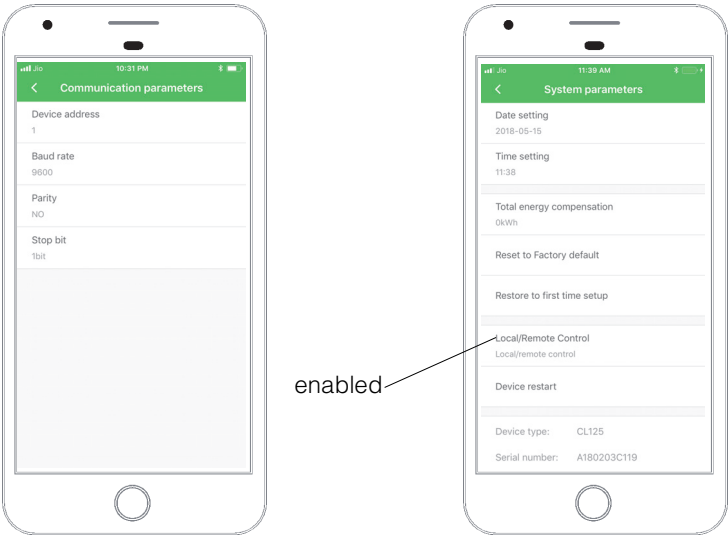 Jio 10:31 PM
Communication parameters
Device address
1
Baud rate
9600
Parity
NO
Stop bit
1bit
enabled
Jio 11:39 AM
System parameters
Date setting
2018-05-15
Time setting
11:38
Total energy compensation
0kWh
Reset to Factory default
Restore to first time setup
Local/Remote Control
Local/remote control
Device restart
Device type: CL125
Serial number: A180203C119